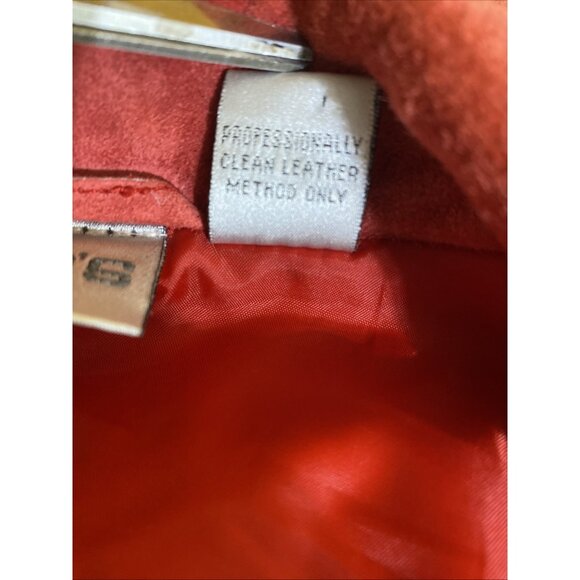 PROFESSIONALLY
CLEAN LEATHER
METHOD ONLY
'S